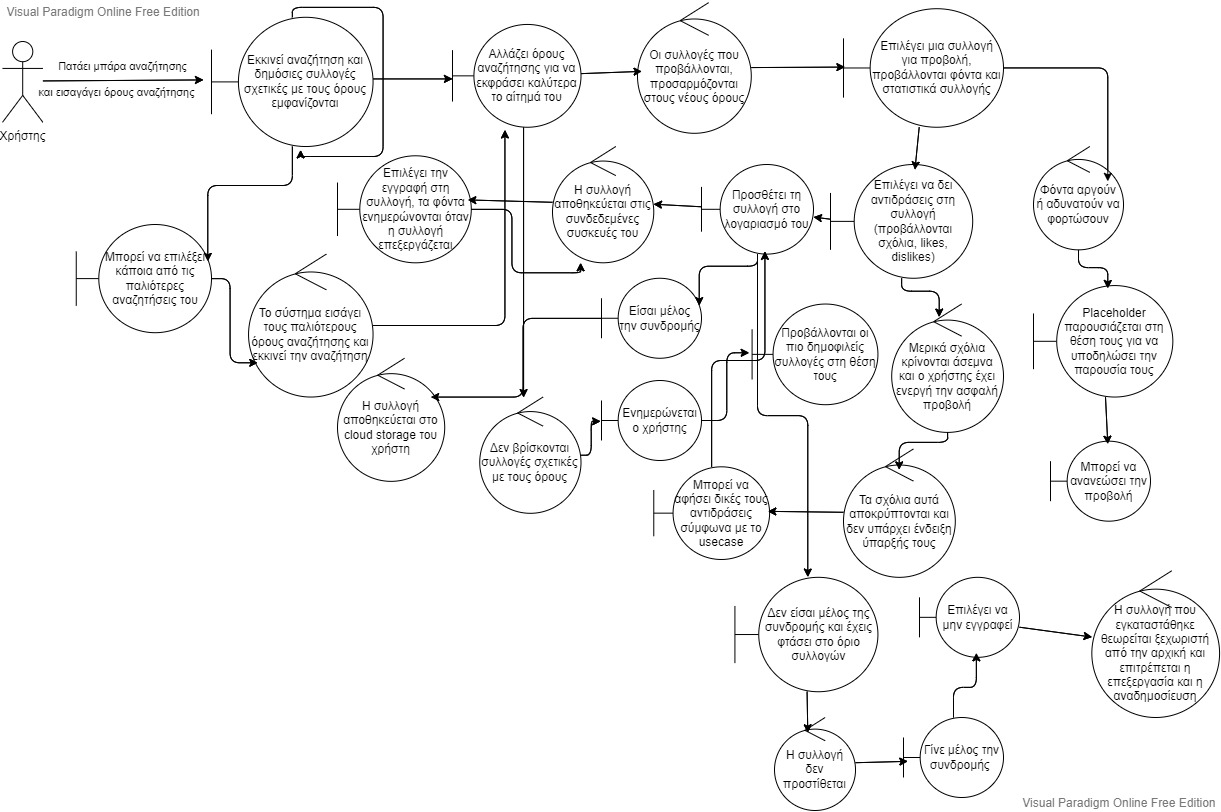 Visual Paradigm Online Free Edition
Χρήστης
Πατάει μπάρα αναζήτησης
και εισαγάγει όρους αναζήτησης
Εκκινεί αναζήτηση και
δημόσιες συλλογές
σχετικές με τους όρους
εμφανίζονται
Αλλάζει όρους
αναζήτησης για να
εκφράσει καλύτερα
το αίτημά του
Οι συλλογές που
προβάλλονται,
προσαρμόζονται
στους νέους όρους
Επιλέγει μια συλλογή
για προβολή,
προβάλλονται φόντα και
στατιστικά συλλογής
Επιλέγει την
εγγραφή στη
συλλογή, τα φόντα
ενημερώνονται όταν
η συλλογή
επεξεργάζεται
Η συλλογή
αποθηκεύεται στις
συνδεδεμένες
συσκευές του
Προσθέτει τη
συλλογή στο
λογαριασμό του
Επιλέγει να δει
αντιδράσεις στη
συλλογή
(προβάλλονται
σχόλια, likes,
dislikes)
Φόντα αργούν
ή αδυνατούν να
φορτώσουν
Μπορεί να επιλέξει
κάποια από τις
παλιότερες
αναζητήσεις του
Το σύστημα εισάγει
τους παλιότερους
όρους αναζήτησης και
εκκινεί την αναζήτηση
Είσαι μέλος
την συνδρομής
Προβάλλονται οι
πιο δημοφιλείς
συλλογές στη θέση
τους
Μερικά σχόλια
κρίνονται άσεμνα
και ο χρήστης έχει
ενεργή την ασφαλή
προβολή
Placeholder
παρουσιάζεται στη
θέση τους για να
υποδηλώσει την
παρουσία τους
Η συλλογή
αποθηκεύεται στο
cloud storage του
χρήστη
Δεν βρίσκονται
συλλογές σχετικές
με τους όρους
Ενημερώνεται
ο χρήστης
Μπορεί να
αφήσει δικές τους
αντιδράσεις
σύμφωνα με το
usecase
Τα σχόλια αυτά
αποκρύπτονται και
δεν υπάρχει ένδειξη
ύπαρξής τους
Μπορεί να
ανανεώσει την
προβολή
Δεν είσαι μέλος της
συνδρομής και έχεις
φτάσει στο όριο
συλλογών
Επιλέγει να
μην εγγραφεί
Η συλλογή που
εγκαταστάθηκε
θεωρείται ξεχωριστή
από την αρχική και
επιτρέπεται η
επεξεργασία και η
αναδημοσίευση
Η συλλογή
δεν
προστίθεται
Γίνε μέλος την
συνδρομής
Visual Paradigm Online Free Edition